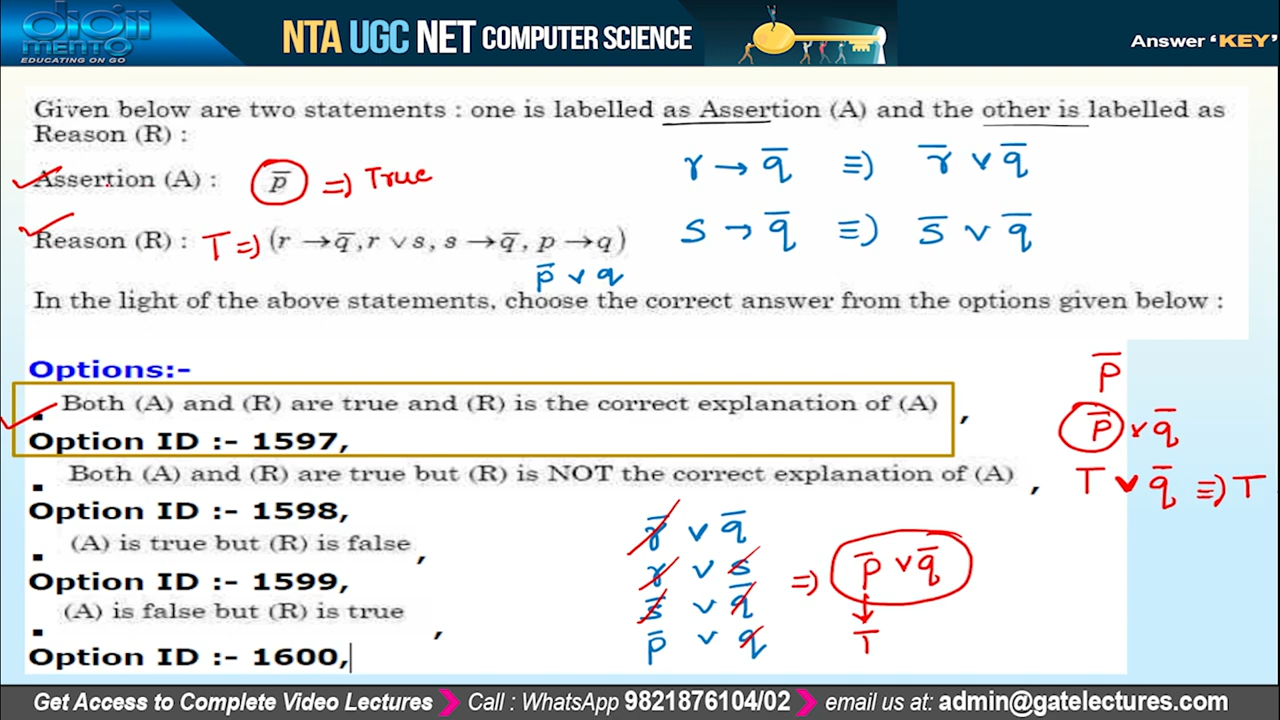 digii
MENTO
EDUCATING ON GO
NTA UGC NET COMPUTER SCIENCE
Answer ‘KEY’
Given below are two statements : one is labelled as Assertion (A) and the other is labelled as
Reason (R) :
Assertion (A) : p̅ ⇒ True
r → q̅ ≡) r̅ ∨ q̅
Reason (R) : T ⇒ (r → q̅, r ∨ s, s → q̅, p → q)
s → q̅ ≡) s̅ ∨ q̅
p̅ ∨ q
In the light of the above statements, choose the correct answer from the options given below :
Options:-
Both (A) and (R) are true and (R) is the correct explanation of (A) ,
Option ID :- 1597,
Both (A) and (R) are true but (R) is NOT the correct explanation of (A) ,
Option ID :- 1598,
(A) is true but (R) is false ,
Option ID :- 1599,
(A) is false but (R) is true ,
Option ID :- 1600,
p̅
p̅ ∨ q̅
T ∨ q̅ ≡) T
r̅ ∨ q̅
r ∨ s
s̅ ∨ q̅
p̅ ∨ q
⇒ p̅ ∨ q̅
T
Get Access to Complete Video Lectures Call : WhatsApp 9821876104/02 email us at: admin@gatelectures.com